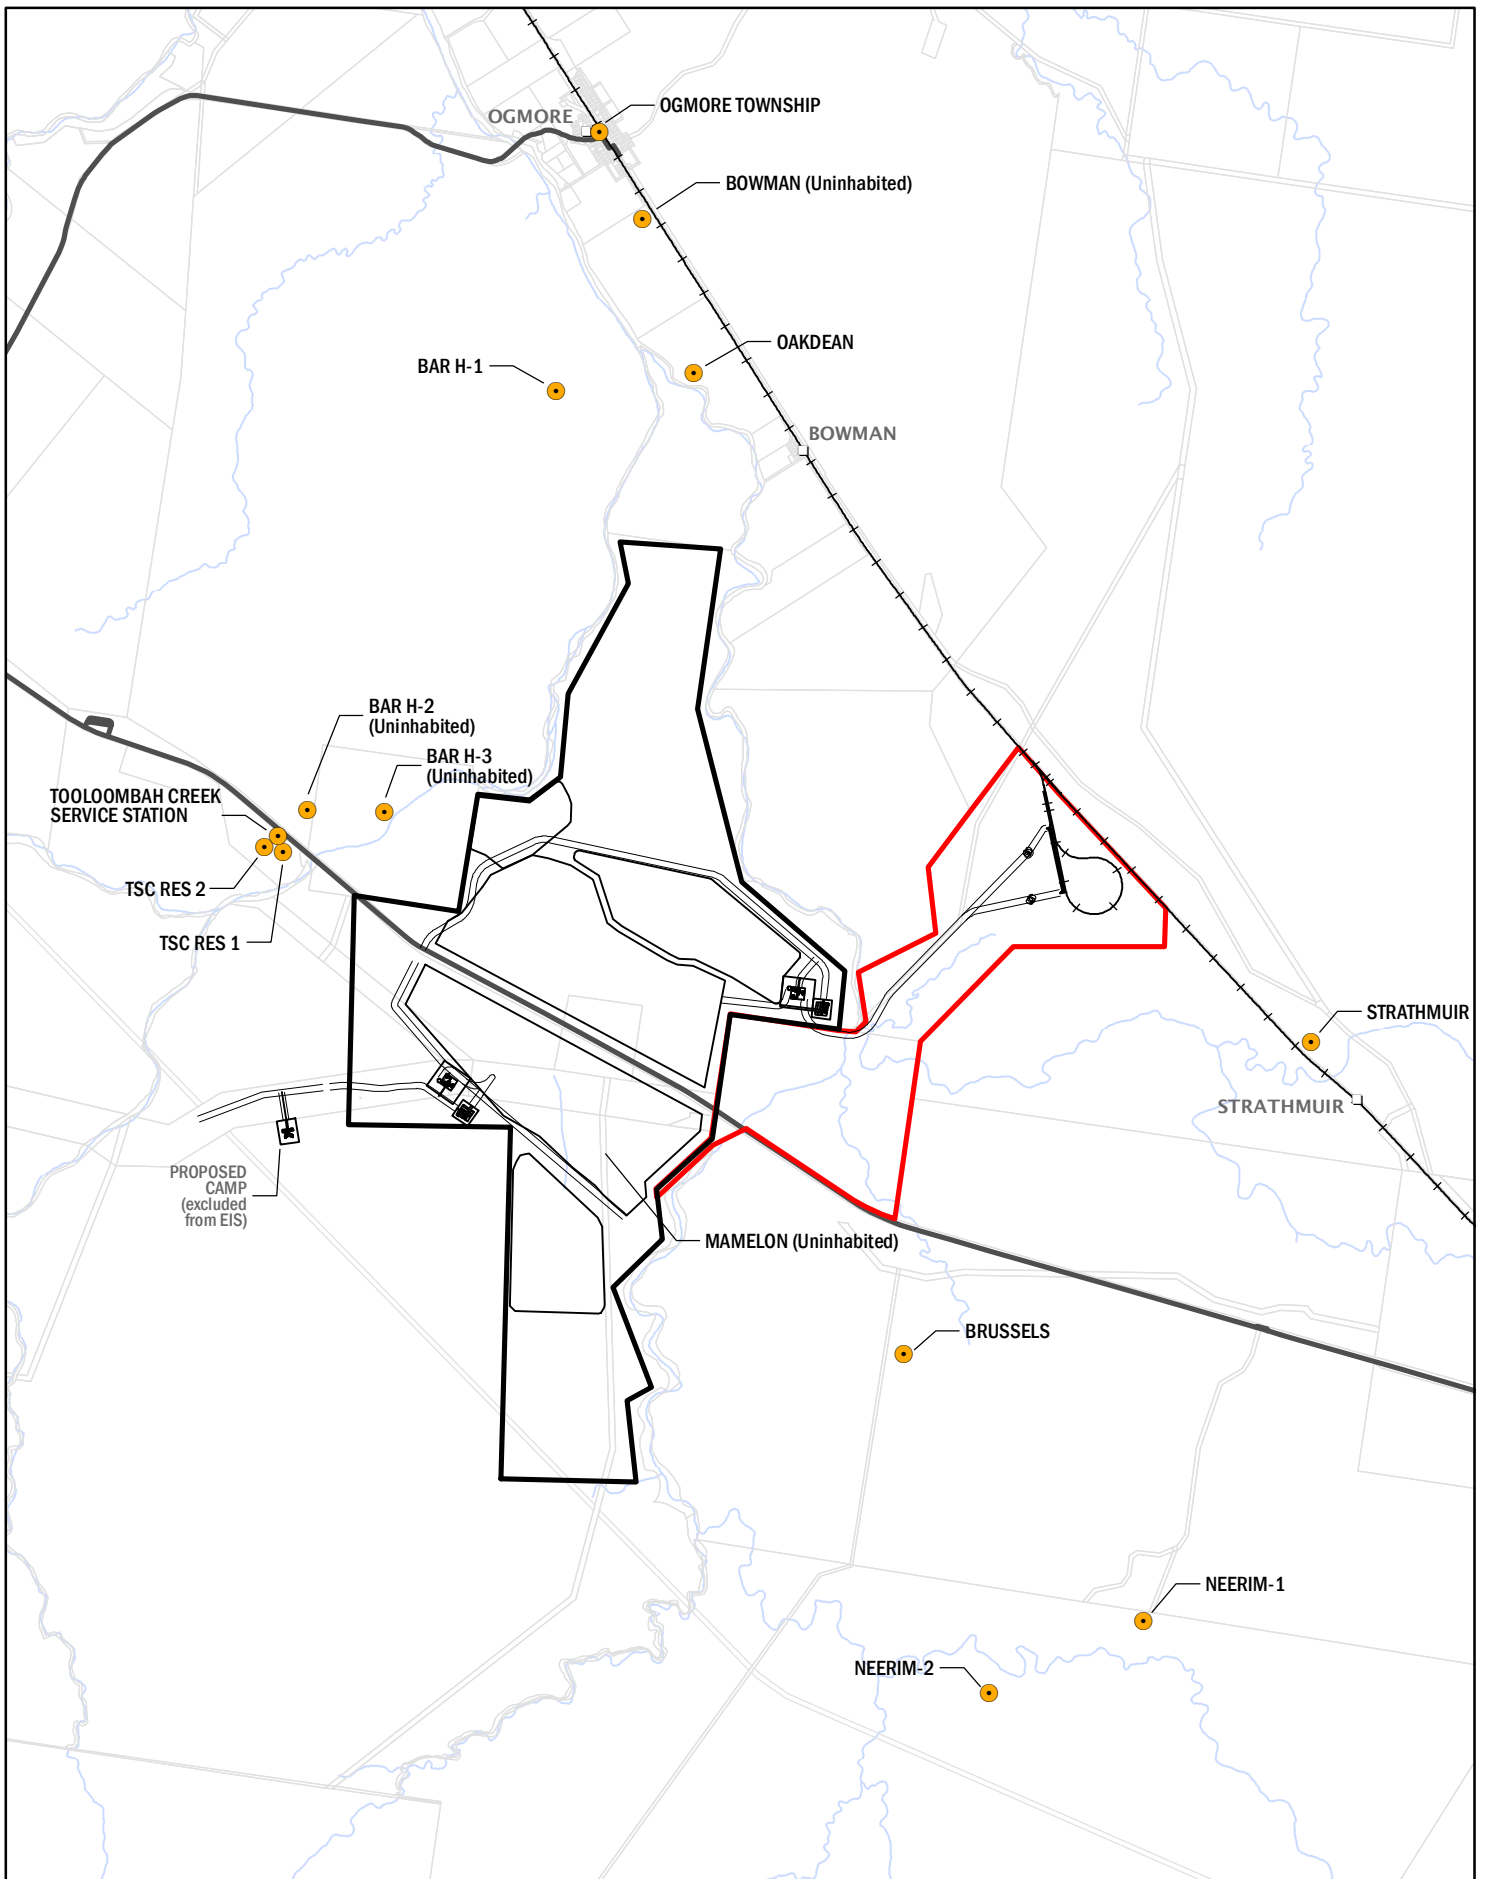 OGMORE TOWNSHIP
OGMORE
BOWMAN (Uninhabited)
OAKDEAN
BAR H-1
BOWMAN
BAR H-2
(Uninhabited)
BAR H-3
(Uninhabited)
TOOLOOMBAH CREEK
SERVICE STATION
TSC RES 2
TSC RES 1
STRATHMUIR
STRATHMUIR
PROPOSED
CAMP
(excluded
from EIS)
MAMELON (Uninhabited)
BRUSSELS
NEERIM-1
NEERIM-2